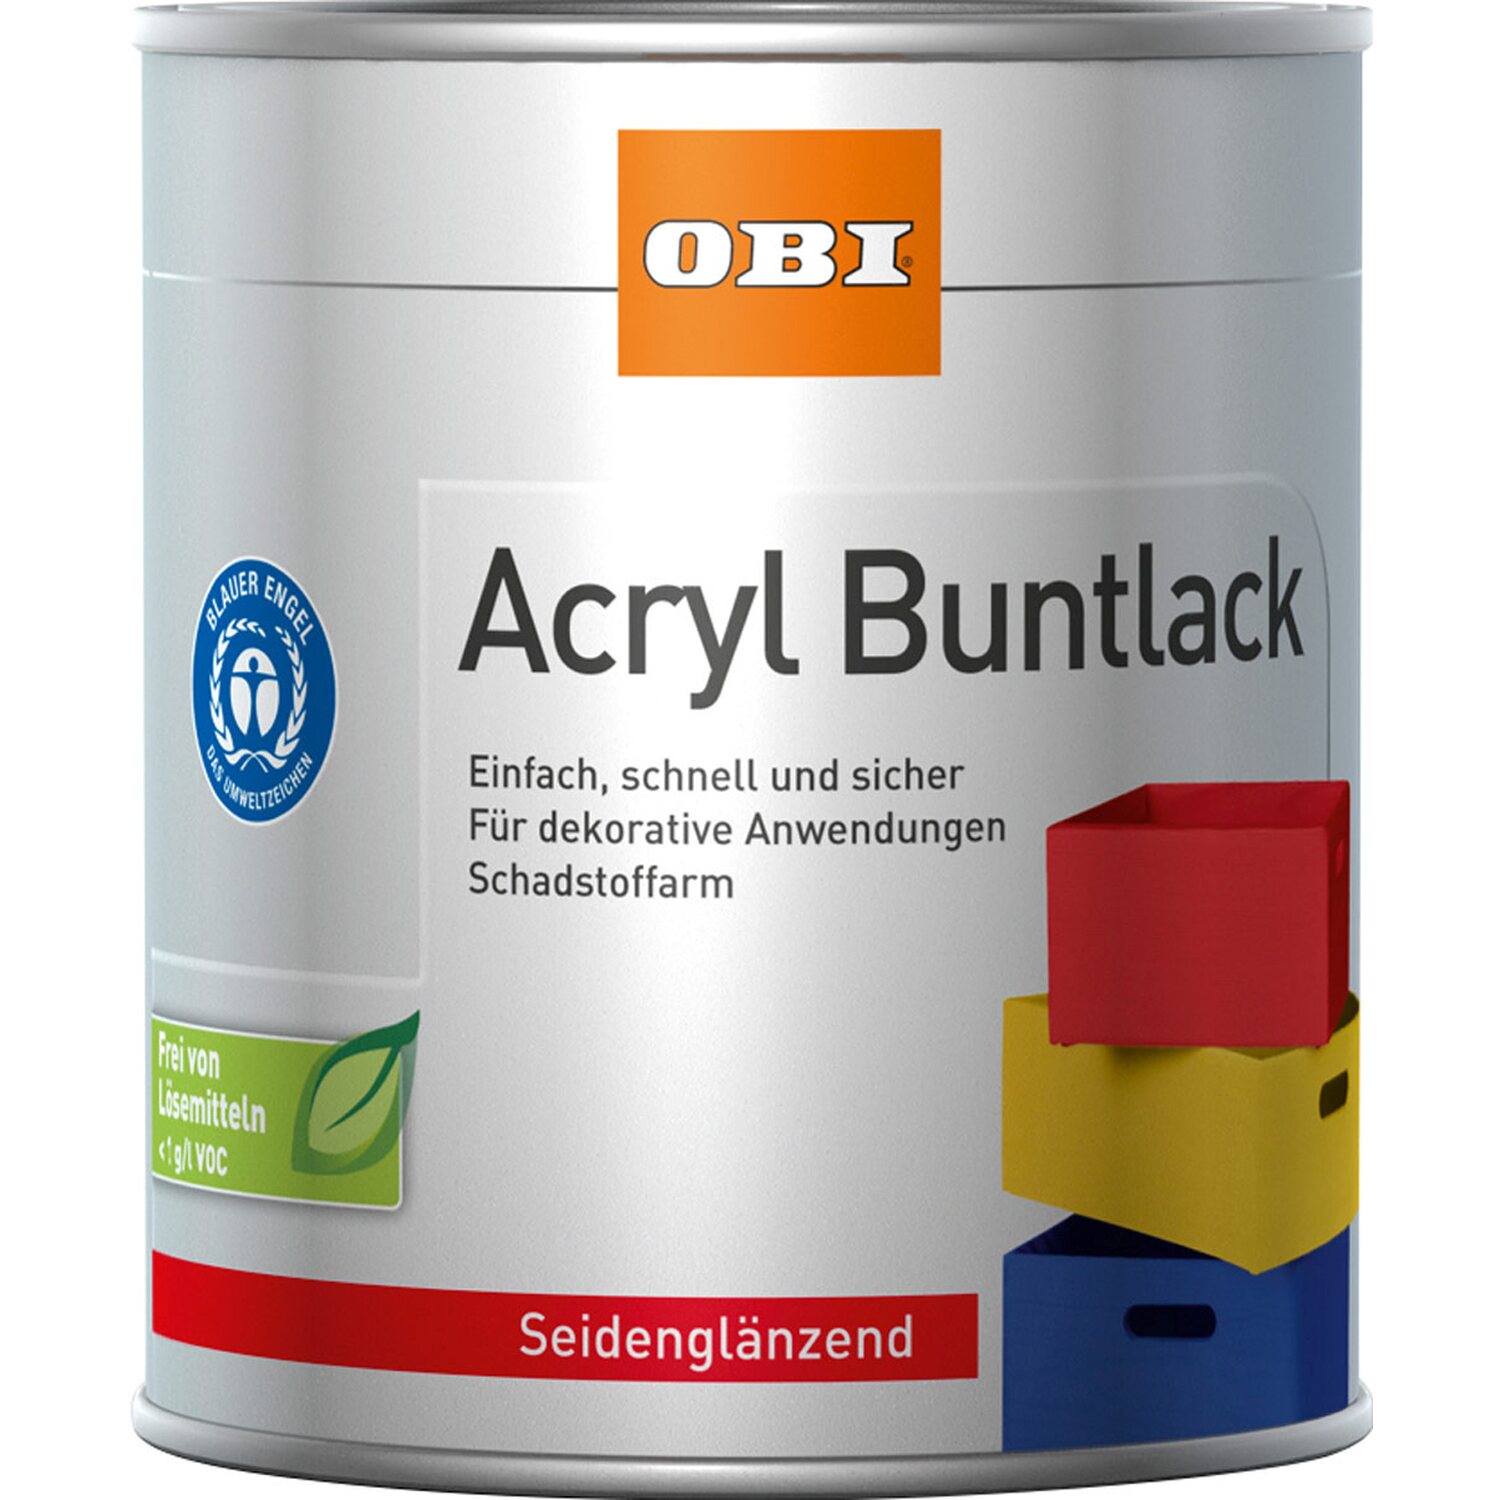 OBI®
Acryl Buntlack
BLAUER ENGEL
DAS UMWELTZEICHEN
Einfach, schnell und sicher
Für dekorative Anwendungen
Schadstoffarm
Frei von
Lösemitteln
< 1 g/l VOC
Seidenglänzend